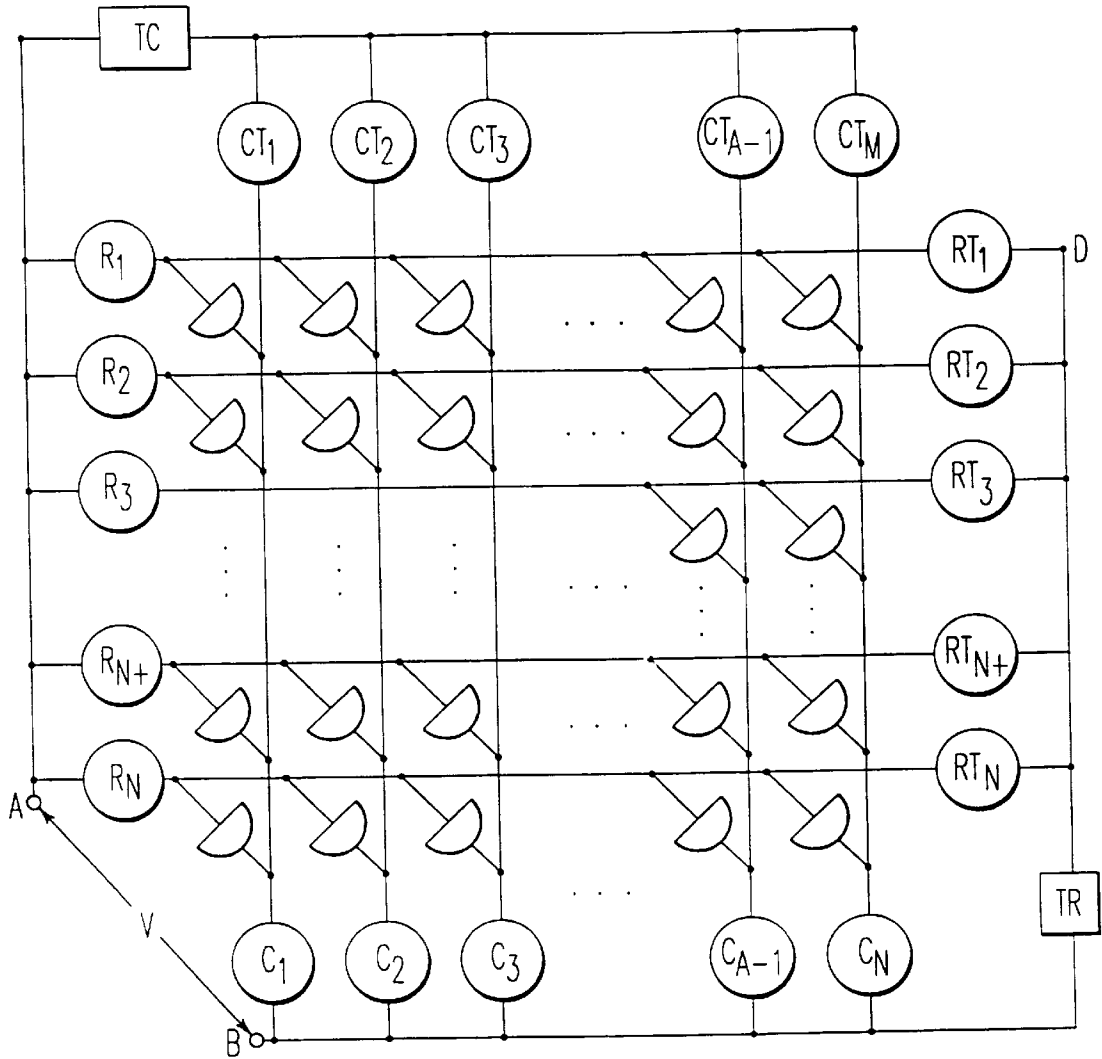 TC
CT1 CT2 CT3 CTA-1 CTM
R1 RT1 D
R2 RT2
R3 RT3
RN+ RTN+
RN RTN
A
V
TR
C1 C2 C3 CA-1 CN
B